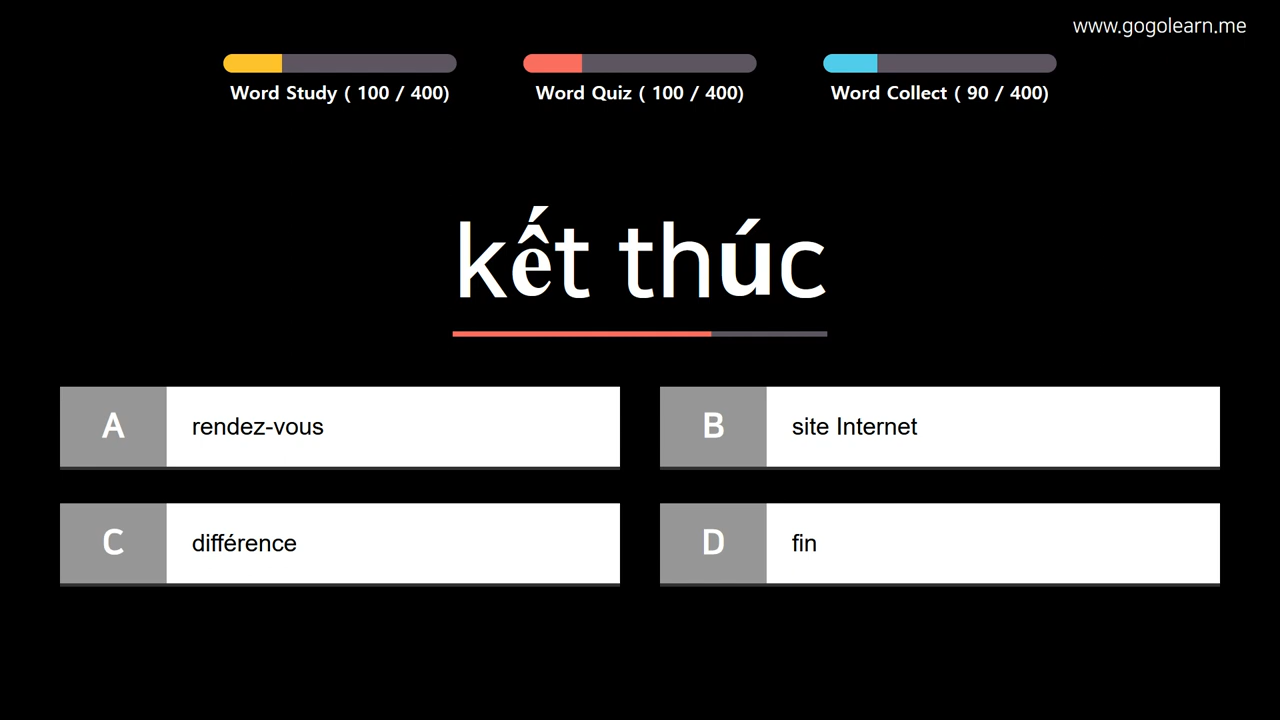 www.gogolearn.me
Word Study ( 100 / 400)
Word Quiz ( 100 / 400)
Word Collect ( 90 / 400)
kết thúc
A rendez-vous
B site Internet
C différence
D fin